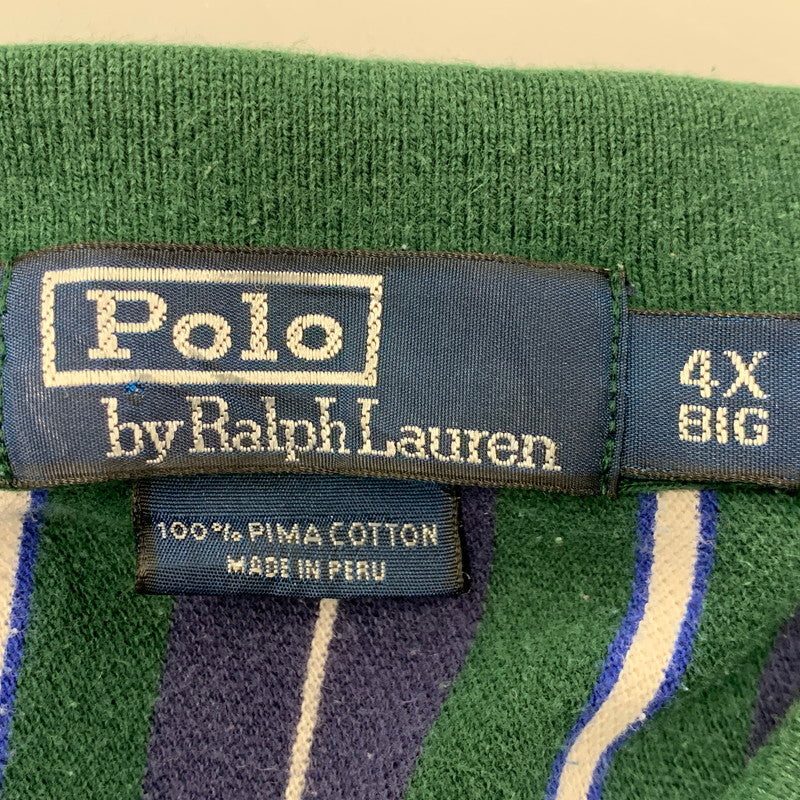 Polo
by Ralph Lauren
4X
BIG
100% PIMA COTTON
MADE IN PERU